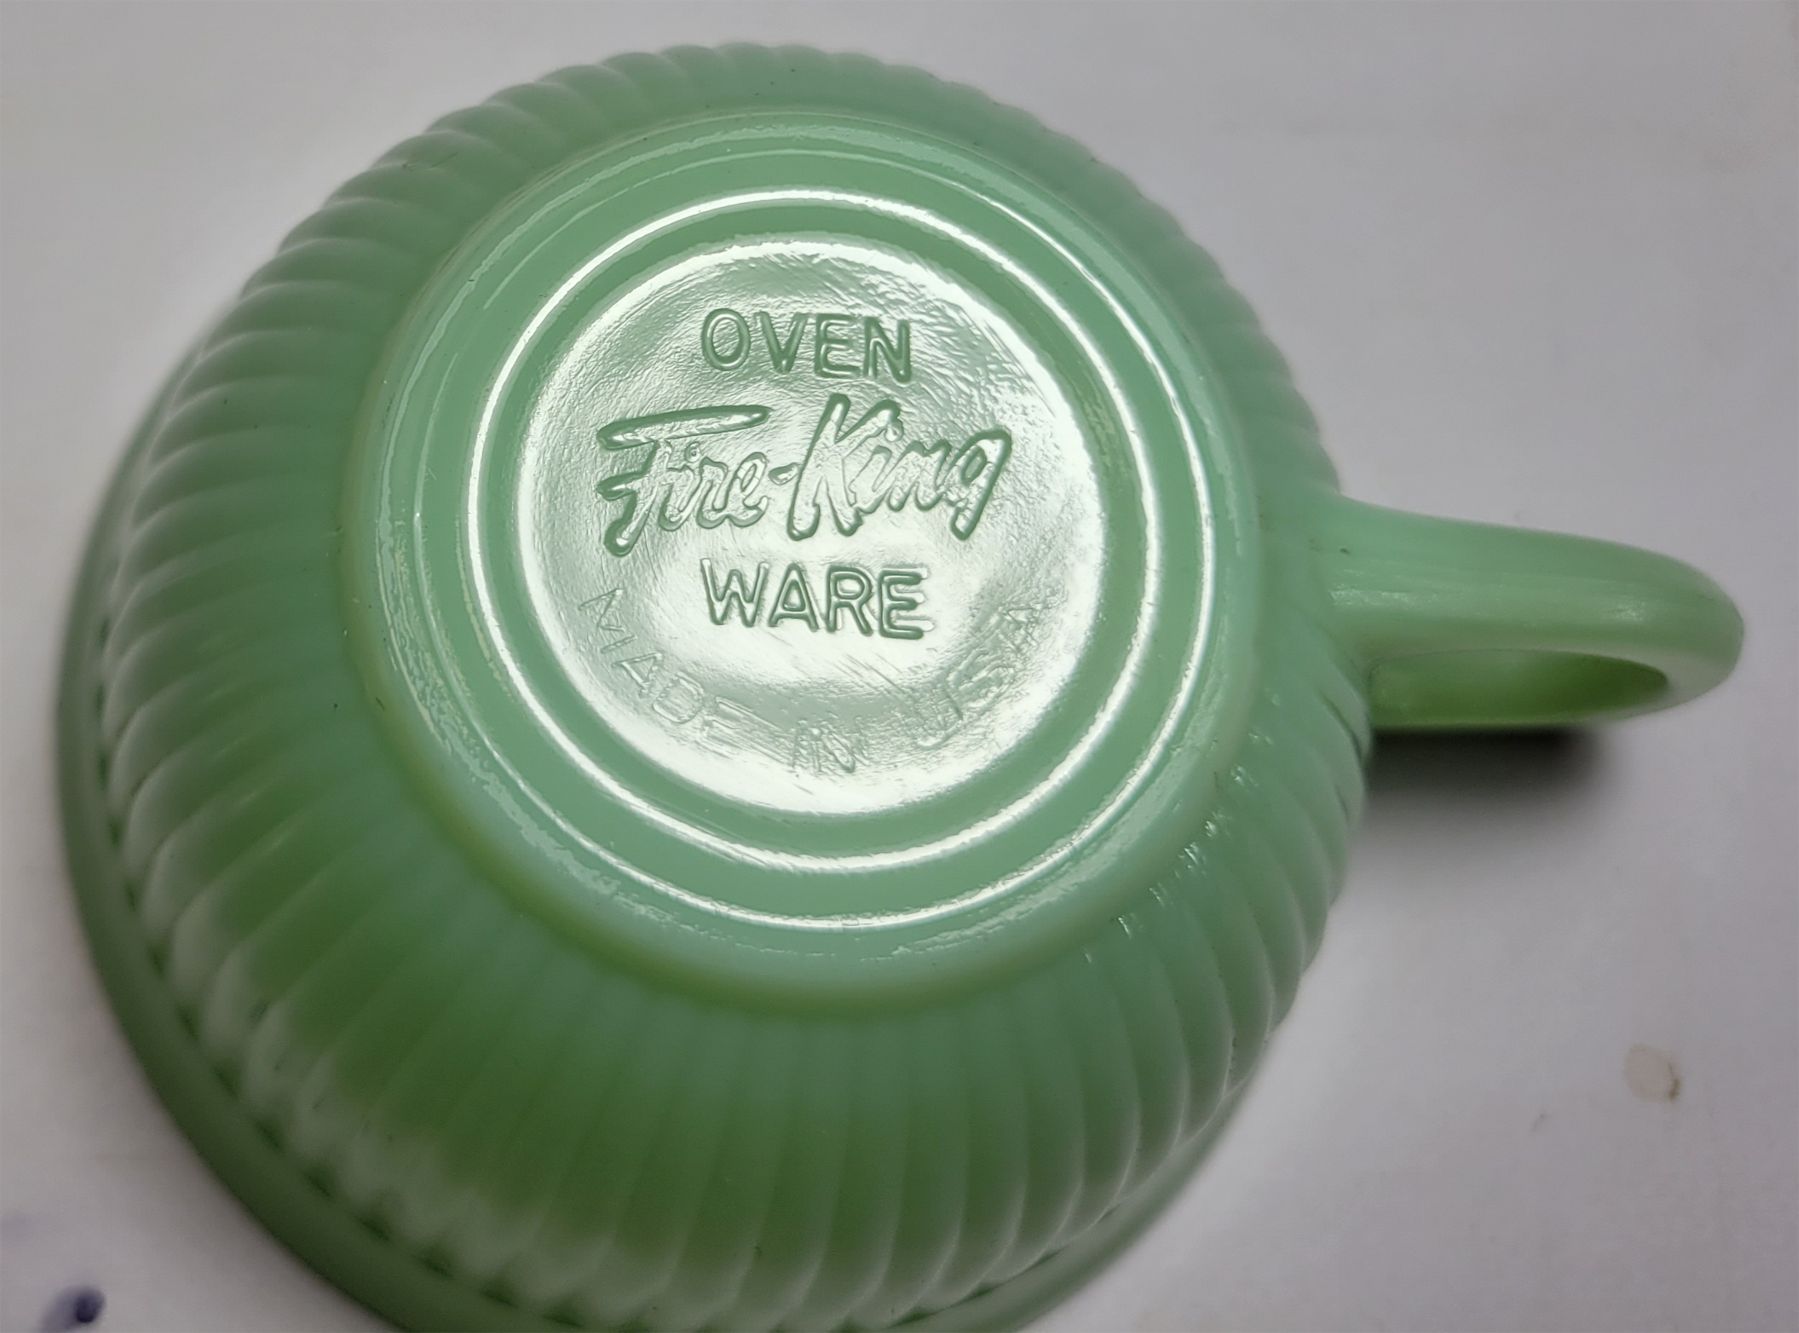 OVEN
Fire-King
WARE
MADE IN USA